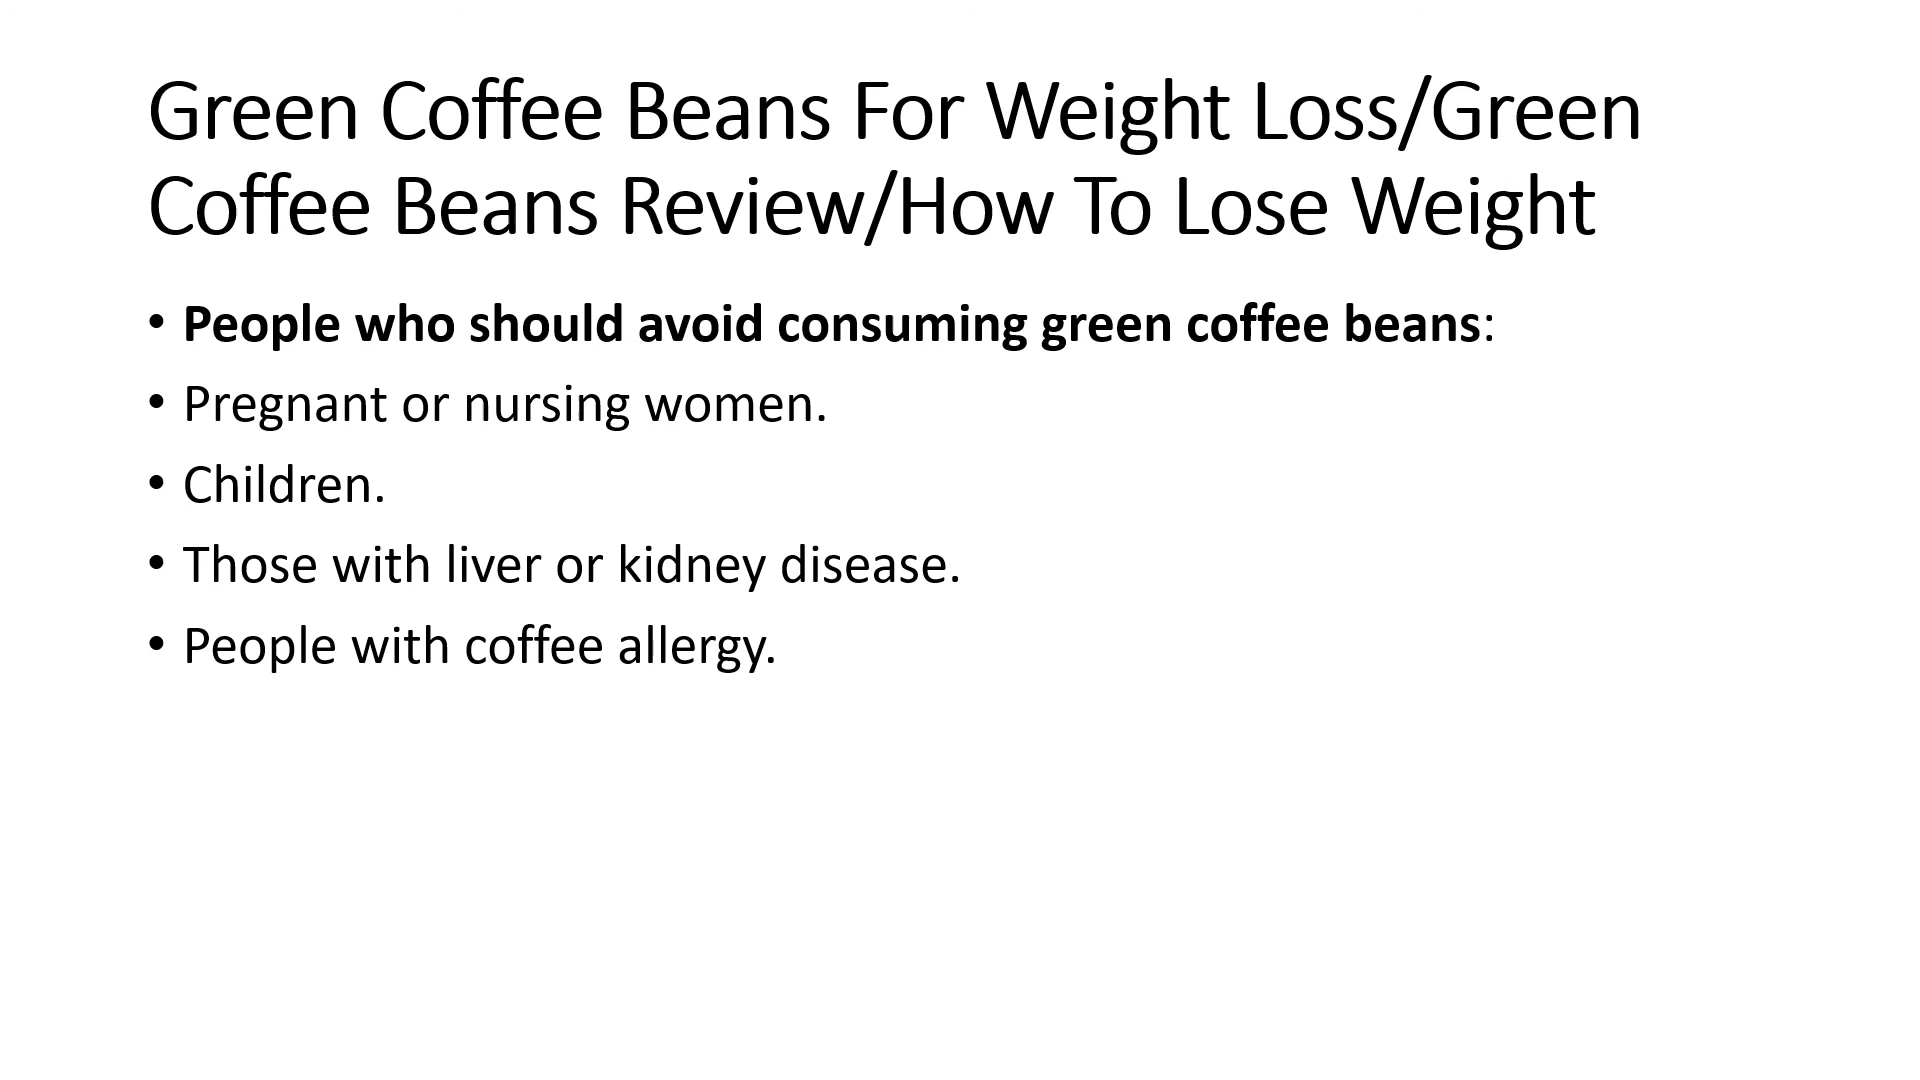 Green Coffee Beans For Weight Loss/Green
Coffee Beans Review/How To Lose Weight
• People who should avoid consuming green coffee beans:
• Pregnant or nursing women.
• Children.
• Those with liver or kidney disease.
• People with coffee allergy.